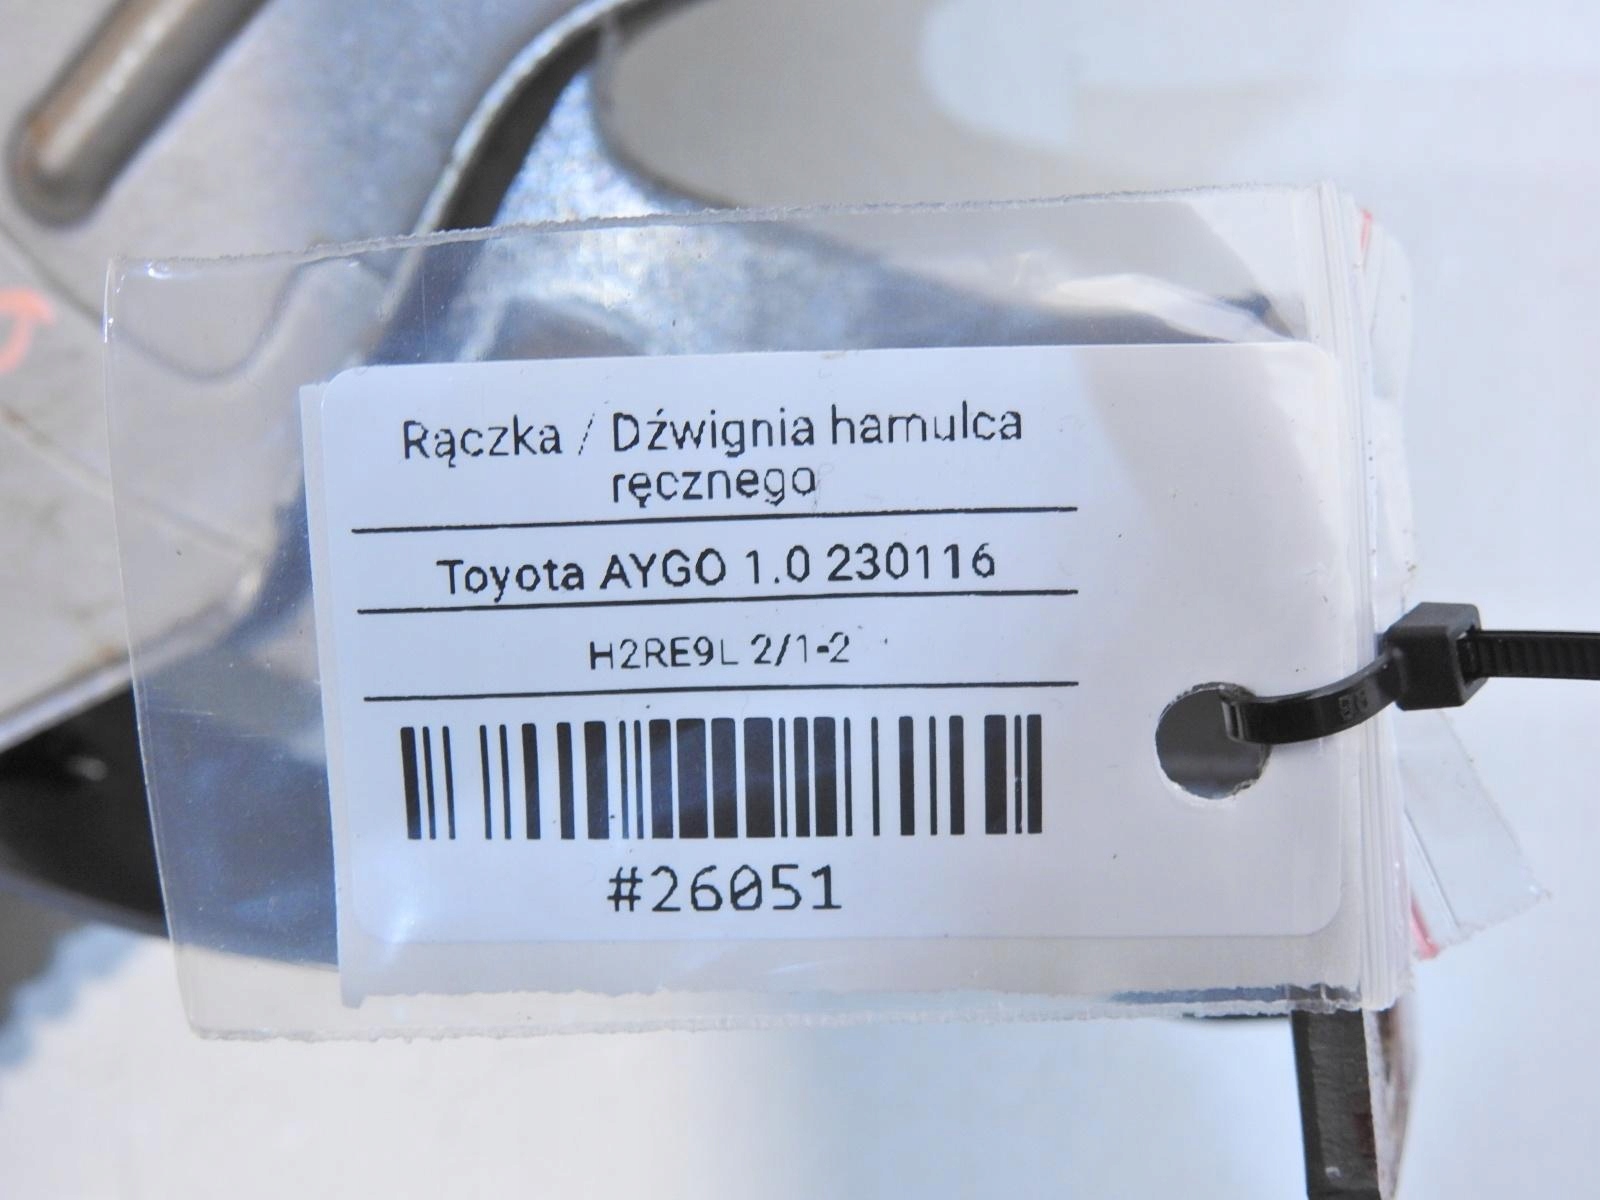 Rączka / Dźwignia hamulca
ręcznego
Toyota AYGO 1.0 230116
H2RE9L 2/1-2
#26051